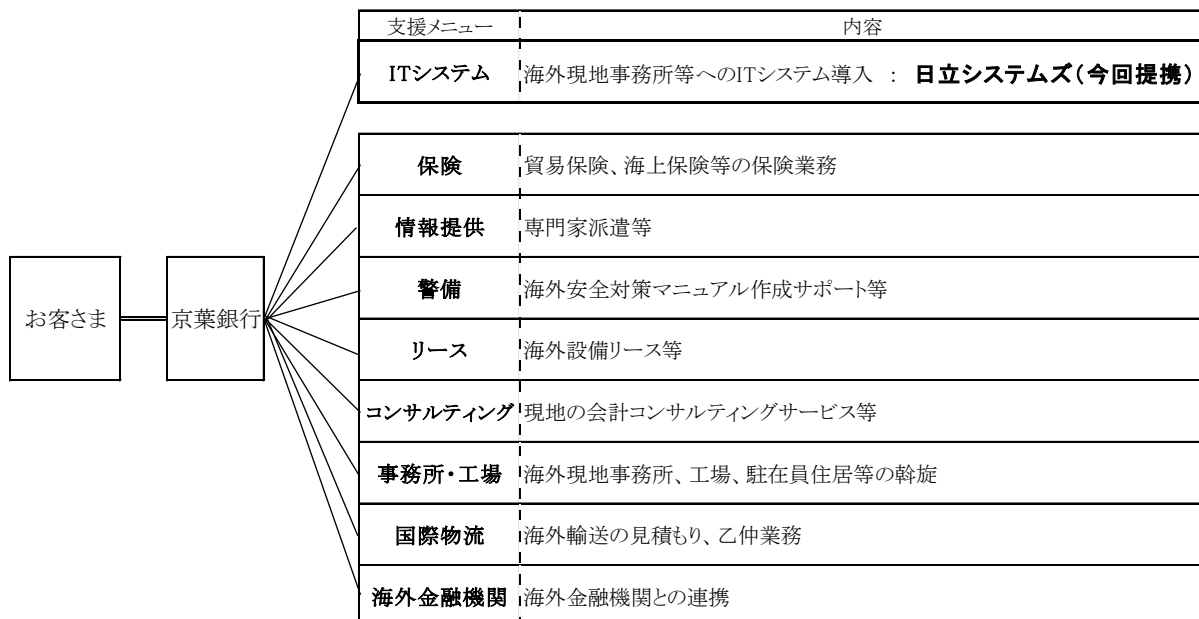 支援メニュー 内容
ITシステム 海外現地事務所等へのITシステム導入 : 日立システムズ(今回提携)
保険 貿易保険、海上保険等の保険業務
情報提供 専門家派遣等
警備 海外安全対策マニュアル作成サポート等
お客さま 京葉銀行
リース 海外設備リース等
コンサルティング 現地の会計コンサルティングサービス等
事務所・工場 海外現地事務所、工場、駐在員住居等の斡旋
国際物流 海外輸送の見積もり、乙仲業務
海外金融機関 海外金融機関との連携